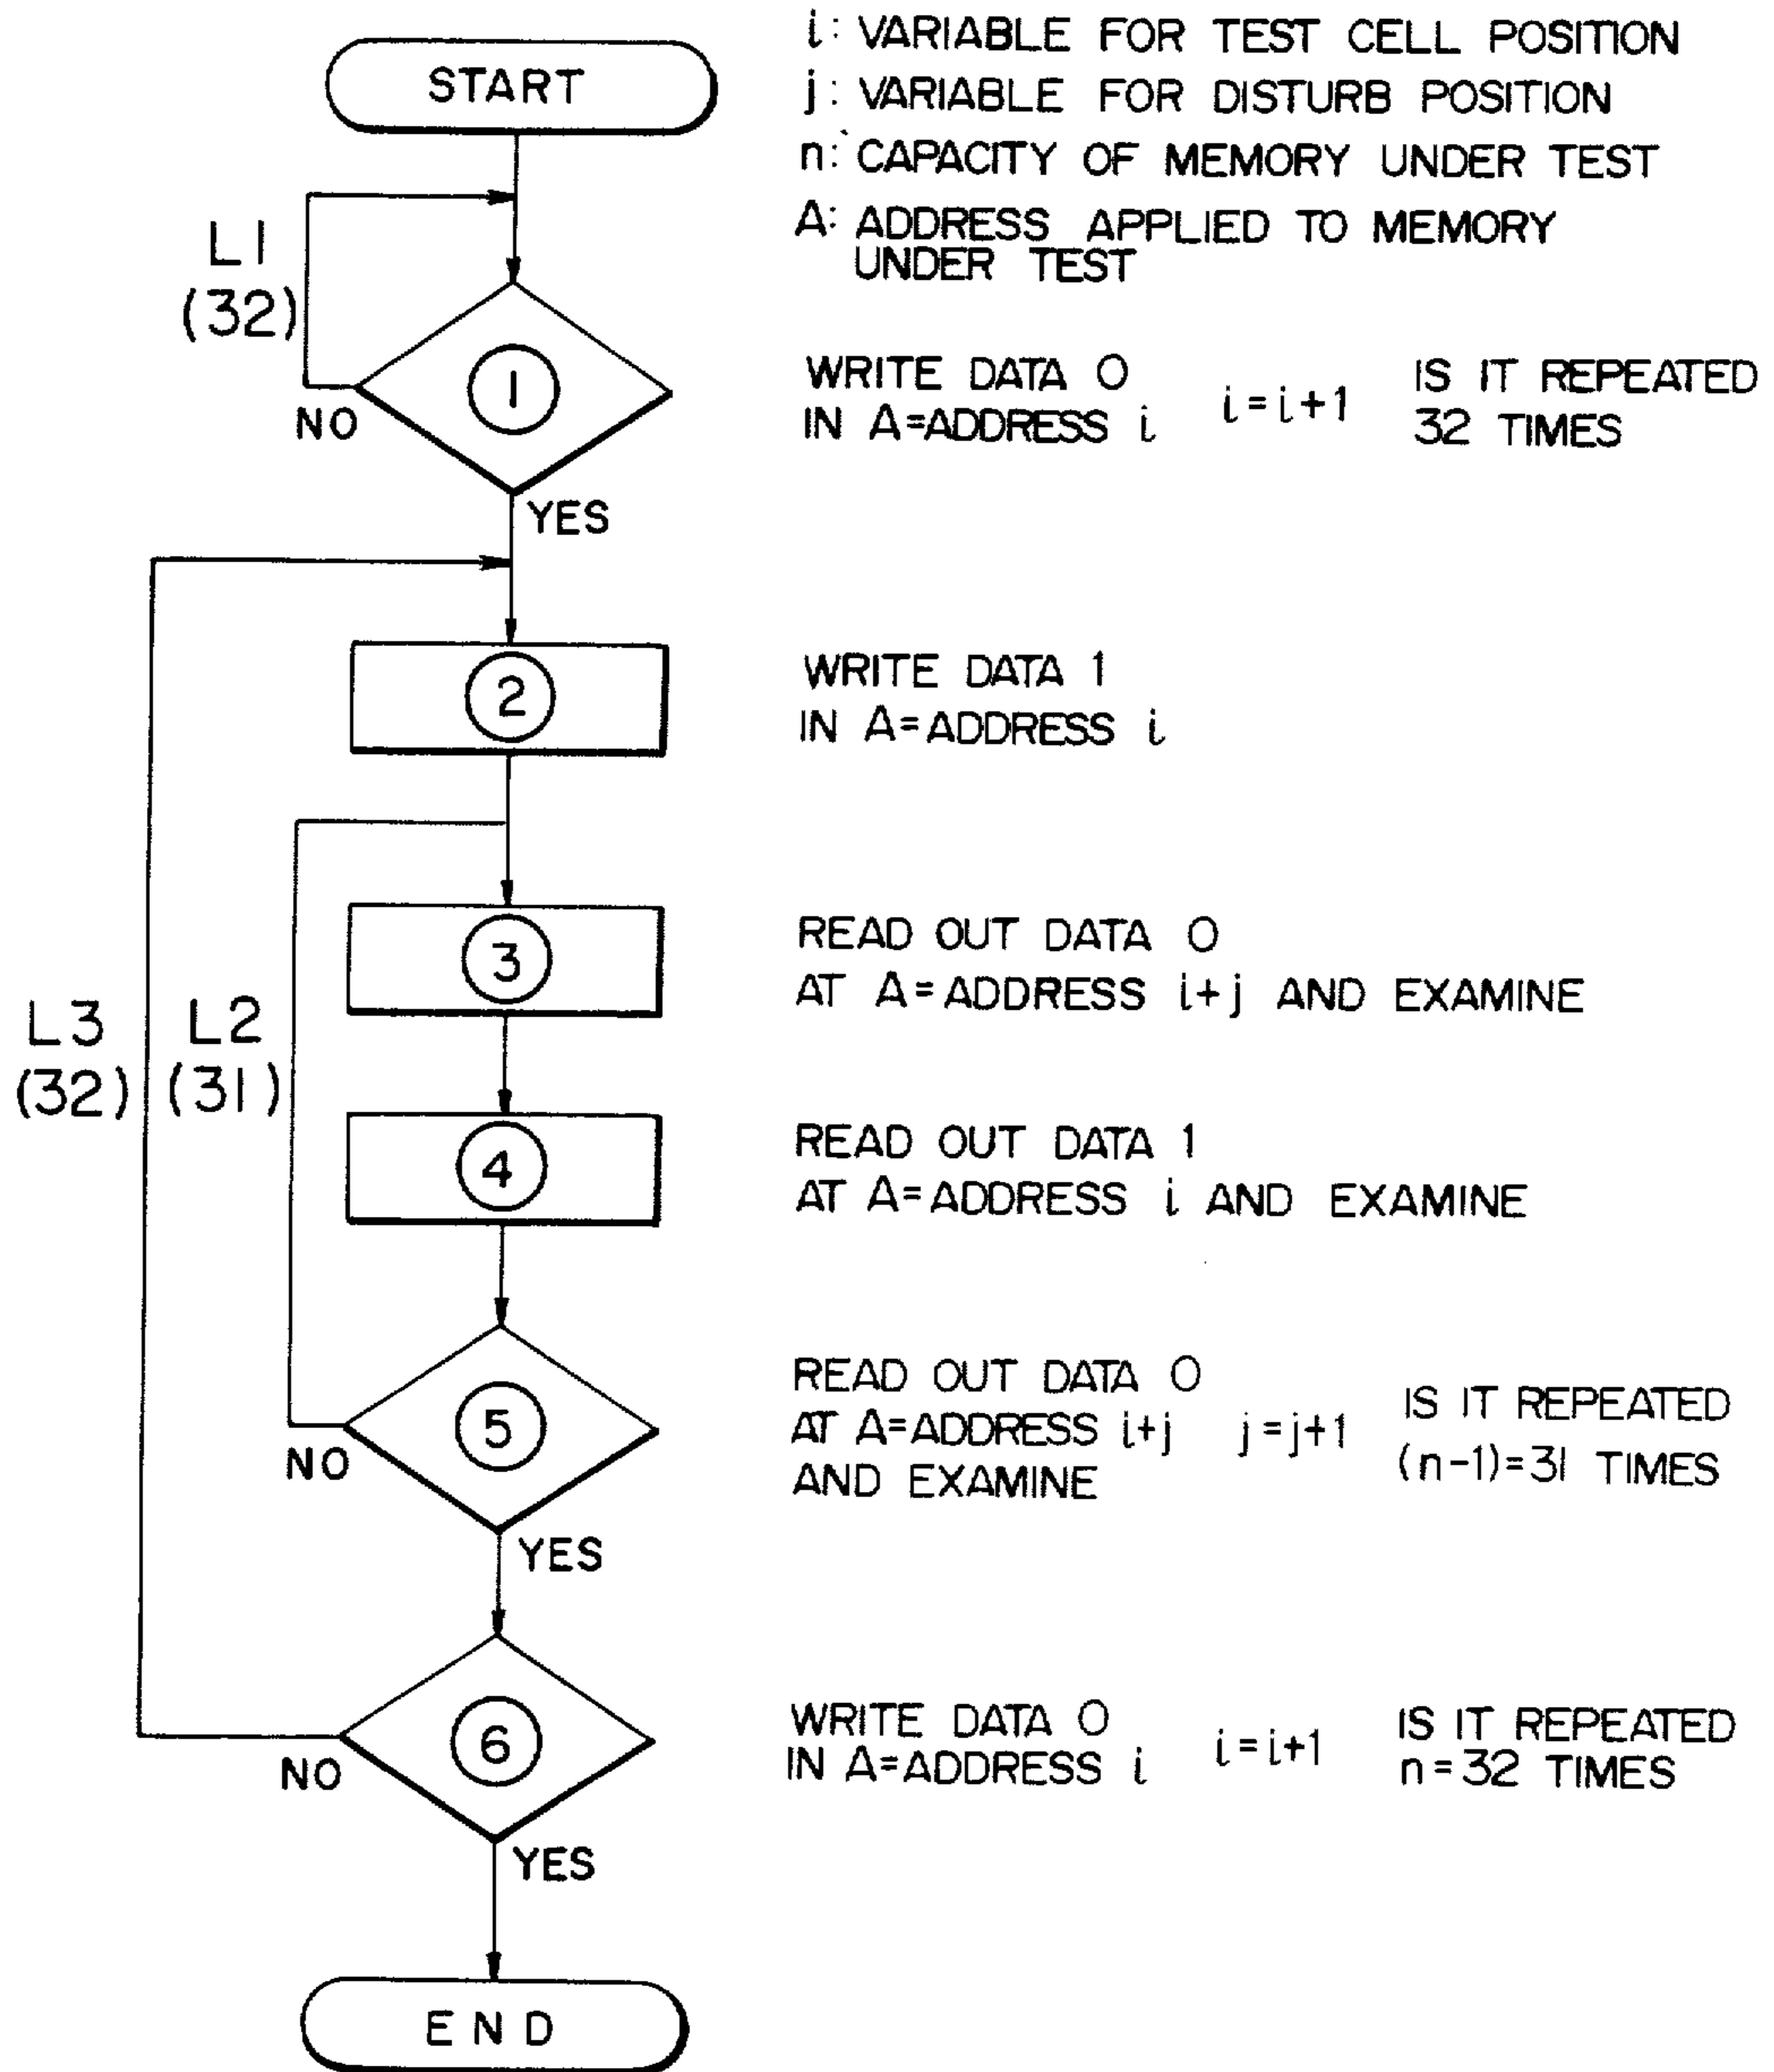 START
i: VARIABLE FOR TEST CELL POSITION
j: VARIABLE FOR DISTURB POSITION
n: CAPACITY OF MEMORY UNDER TEST
A: ADDRESS APPLIED TO MEMORY
UNDER TEST
L1
(32)
1
NO
YES
WRITE DATA 0
IN A=ADDRESS i
i=i+1
IS IT REPEATED
32 TIMES
2
WRITE DATA 1
IN A=ADDRESS i
L3
(32)
L2
(31)
3
READ OUT DATA 0
AT A=ADDRESS i+j AND EXAMINE
4
READ OUT DATA 1
AT A=ADDRESS i AND EXAMINE
5
NO
YES
READ OUT DATA 0
AT A=ADDRESS i+j
AND EXAMINE
j=j+1
IS IT REPEATED
(n-1)=31 TIMES
6
NO
YES
WRITE DATA 0
IN A=ADDRESS i
i=i+1
IS IT REPEATED
n=32 TIMES
END